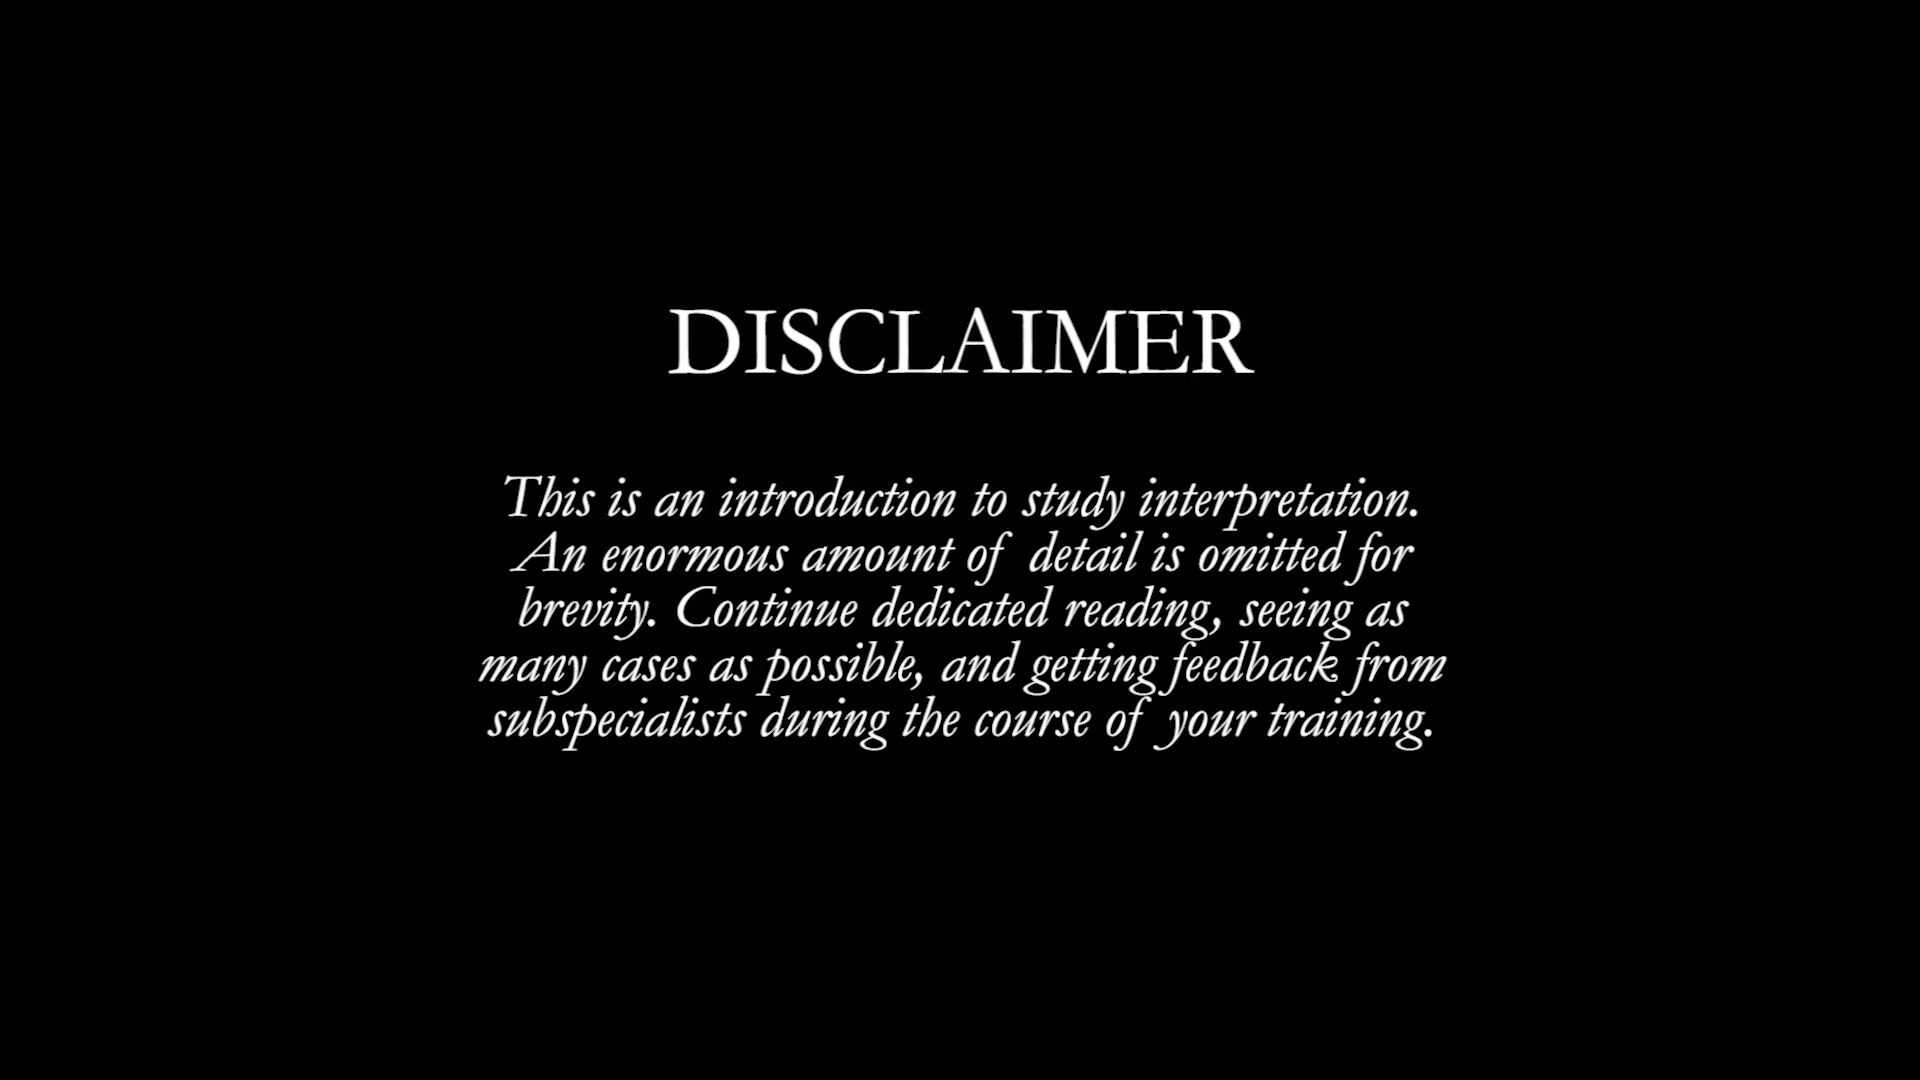 DISCLAIMER
This is an introduction to study interpretation.
An enormous amount of detail is omitted for
brevity. Continue dedicated reading, seeing as
many cases as possible, and getting feedback from
subspecialists during the course of your training.